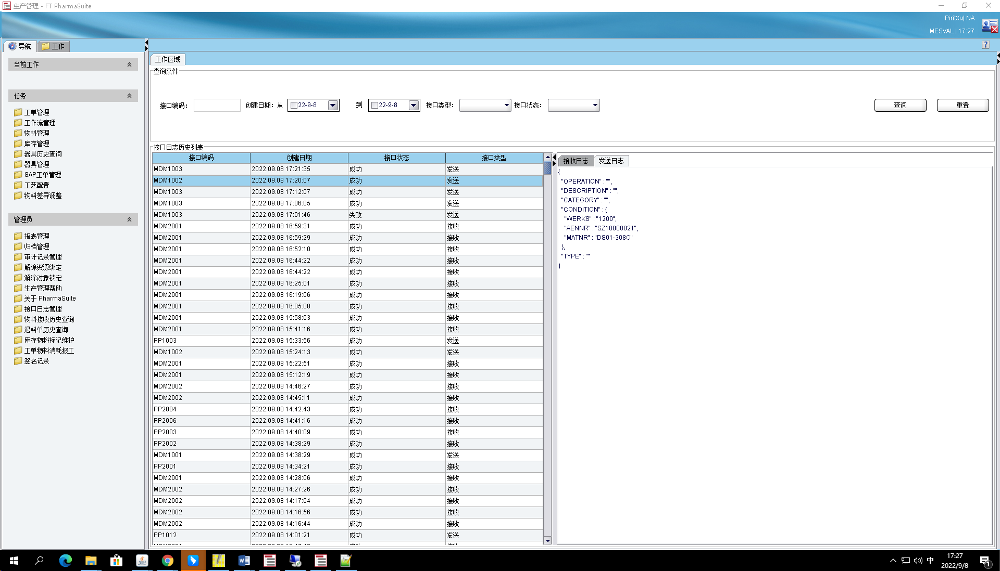 生产管理 - FT PharmaSuite
PiritXu| NA
MESVAL | 17:27
导航
工作
?
当前工作
任务
工单管理
工作流管理
物料管理
库存管理
器具历史查询
器具管理
SAP工单管理
工艺配置
物料差异调整
管理员
报表管理
归档管理
审计记录管理
解除资源绑定
解除对象锁定
生产管理帮助
关于 PharmaSuite
接口日志管理
物料接收历史查询
退料单历史查询
库存物料标记维护
工单物料消耗报工
签名记录
工作区域
查询条件
接口编码: 创建日期: 从 22-9-8 到 22-9-8 接口类型: 接口状态: 查询 重置
接口日志历史列表
接口编码 创建日期 接口状态 接口类型
MDM1003 2022.09.08 17:21:35 成功 发送
MDM1002 2022.09.08 17:20:07 成功 发送
MDM1003 2022.09.08 17:12:07 成功 发送
MDM1003 2022.09.08 17:06:05 成功 发送
MDM1003 2022.09.08 17:01:46 失败 发送
MDM2001 2022.09.08 16:59:31 成功 接收
MDM2001 2022.09.08 16:59:29 成功 接收
MDM2001 2022.09.08 16:52:10 成功 接收
MDM2001 2022.09.08 16:44:22 成功 接收
MDM2001 2022.09.08 16:44:22 成功 接收
MDM2001 2022.09.08 16:25:01 成功 接收
MDM2001 2022.09.08 16:19:06 成功 接收
MDM2001 2022.09.08 16:05:08 成功 接收
MDM2001 2022.09.08 15:58:03 成功 接收
MDM2001 2022.09.08 15:41:16 成功 接收
PP1003 2022.09.08 15:33:56 成功 发送
MDM1002 2022.09.08 15:24:13 成功 发送
MDM2001 2022.09.08 15:22:51 成功 接收
MDM2001 2022.09.08 15:12:19 成功 接收
MDM2002 2022.09.08 14:46:27 成功 接收
MDM2002 2022.09.08 14:45:11 成功 接收
PP2004 2022.09.08 14:42:43 成功 接收
PP2006 2022.09.08 14:41:16 成功 接收
PP2003 2022.09.08 14:40:09 成功 接收
PP2002 2022.09.08 14:38:29 成功 接收
MDM1001 2022.09.08 14:38:29 成功 发送
PP2001 2022.09.08 14:34:21 成功 接收
MDM2001 2022.09.08 14:28:06 成功 接收
MDM2002 2022.09.08 14:27:26 成功 接收
MDM2002 2022.09.08 14:17:04 成功 接收
MDM2002 2022.09.08 14:16:56 成功 接收
MDM2002 2022.09.08 14:16:44 成功 接收
PP1012 2022.09.08 14:01:21 成功 发送
接收日志 发送日志
{
"OPERATION" : "",
"DESCRIPTION" : "",
"CATEGORY" : "",
"CONDITION" : {
"WERKS" : "1200",
"AENNR" : "SZ10000021",
"MATNR" : "DS01-308O"
},
"TYPE" : ""
}
中
17:27
2022/9/8
1